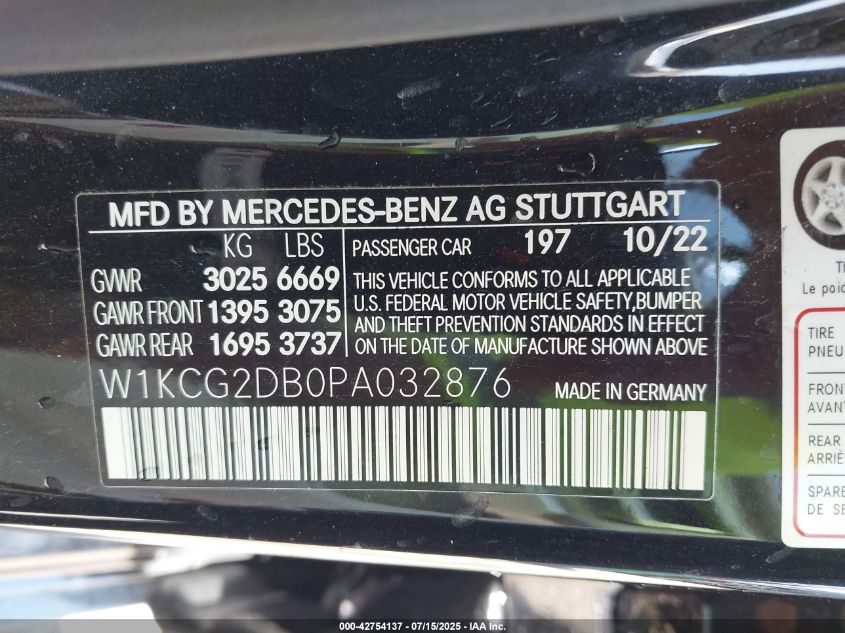 MFD BY MERCEDES-BENZ AG STUTTGART
KG LBS
GVWR 3025 6669
GAWR FRONT 1395 3075
GAWR REAR 1695 3737
PASSENGER CAR 197 10/22
THIS VEHICLE CONFORMS TO ALL APPLICABLE
U.S. FEDERAL MOTOR VEHICLE SAFETY,BUMPER
AND THEFT PREVENTION STANDARDS IN EFFECT
ON THE DATE OF MANUFACTURE SHOWN ABOVE
W1KCG2DB0PA032876 MADE IN GERMANY
Le
TIRE
FRONT
AVANT
REAR
SPARE
DE
000-42754137 - 07/15/2025 - IAA, Inc.